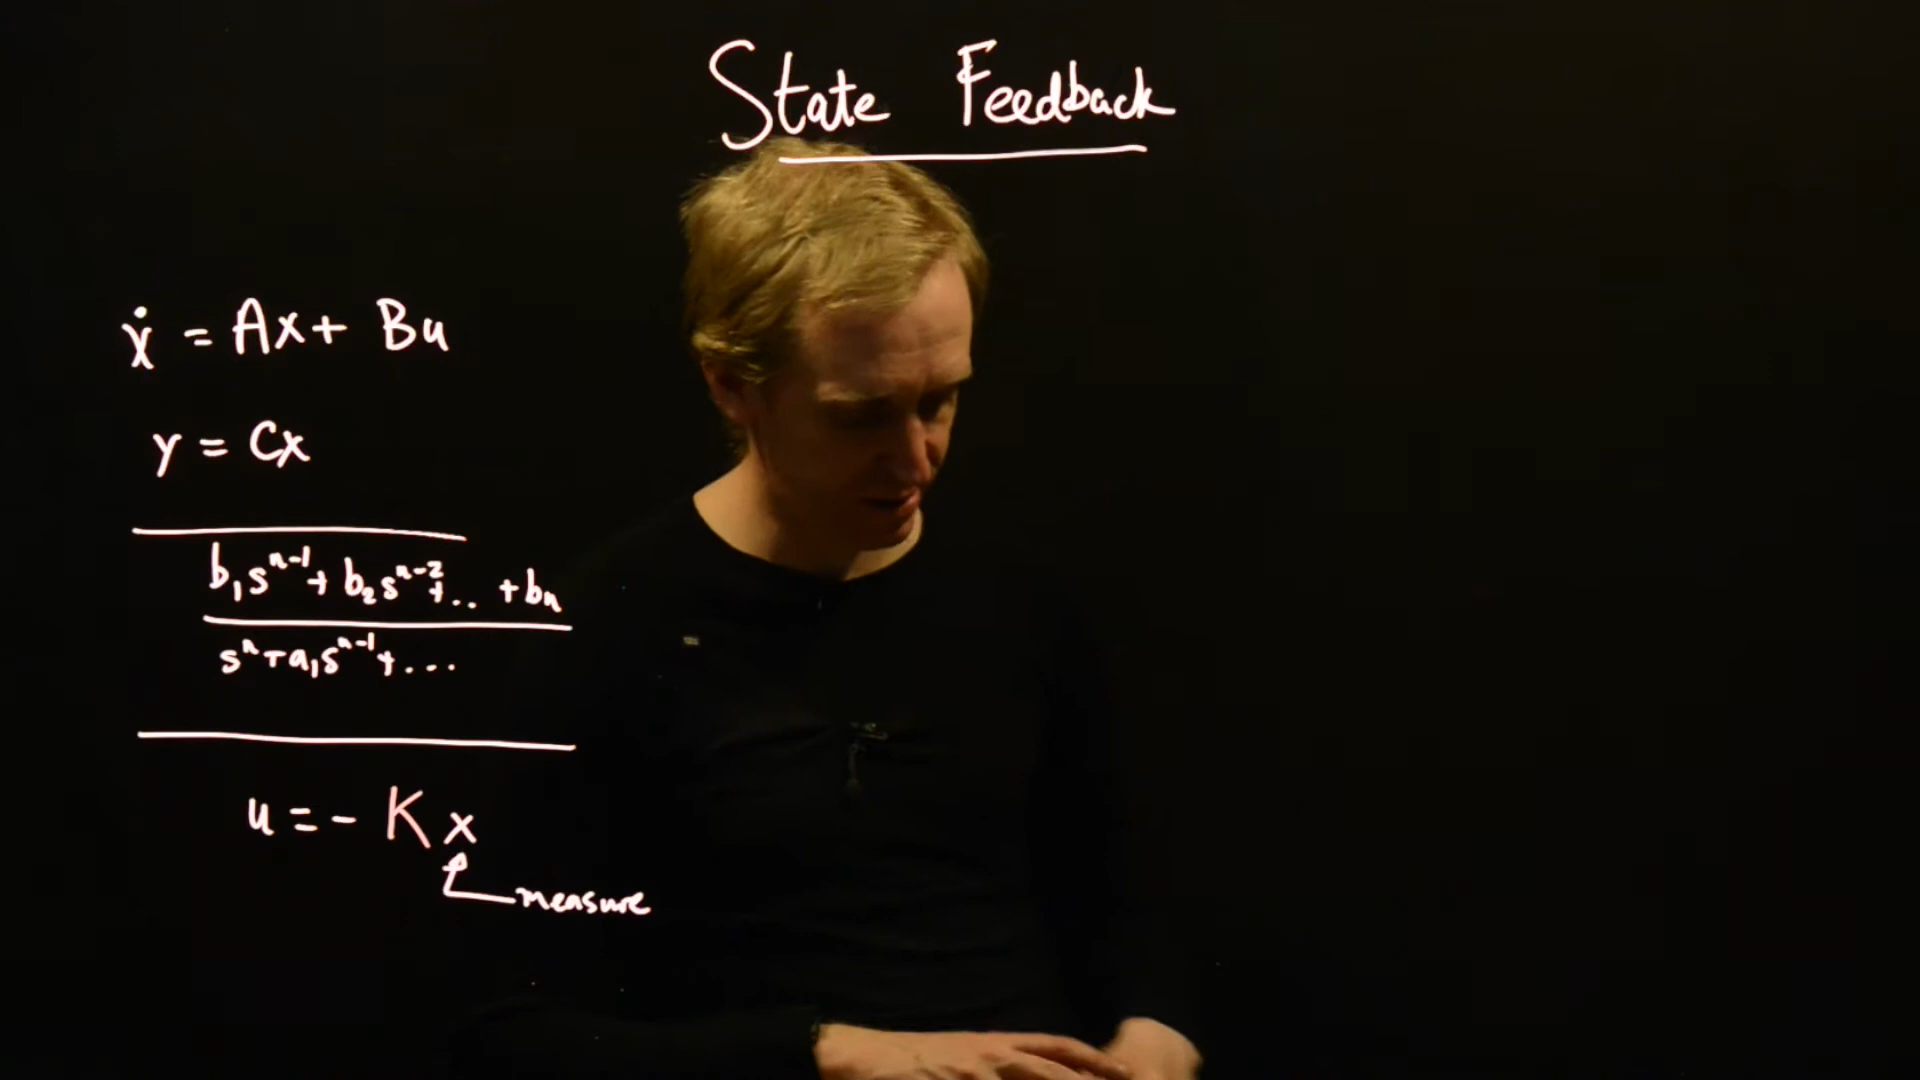 State Feedback
ẋ = Ax + Bu
y = Cx
b₁sⁿ⁻¹ + b₂sⁿ⁻² + .. + bₙ
sⁿ + a₁sⁿ⁻¹ + ...
u = - K x
measure